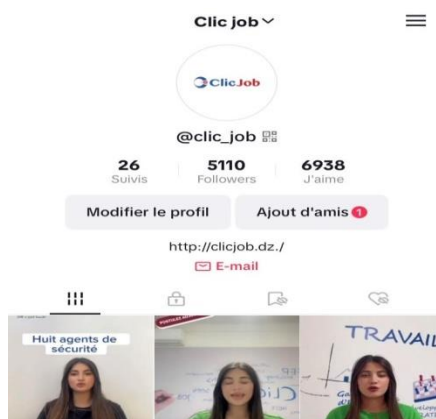 Clic job
ClicJob
@clic_job
26 5110 6938
Suivis Followers J'aime
Modifier le profil Ajout d'amis 1
http://clicjob.dz./
E-mail
Huit agents de
sécurité
TRAVAIL